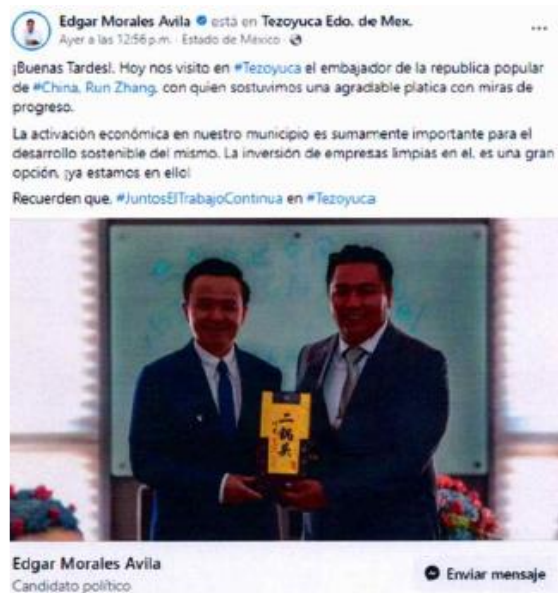 Edgar Morales Avila está en Tezoyuca Edo. de Mex.
Ayer a las 12:56 p.m. · Estado de México
¡Buenas Tardes!. Hoy nos visito en #Tezoyuca el embajador de la republica popular
de #China, Run Zhang, con quien sostuvimos una agradable platica con miras de
progreso.
La activación económica en nuestro municipio es sumamente importante para el
desarrollo sostenible del mismo. La inversión de empresas limpias en el, es una gran
opción, ¡ya estamos en ello!
Recuerden que, #JuntosElTrabajoContinua en #Tezoyuca
二锅头
Edgar Morales Avila
Candidato político
Enviar mensaje